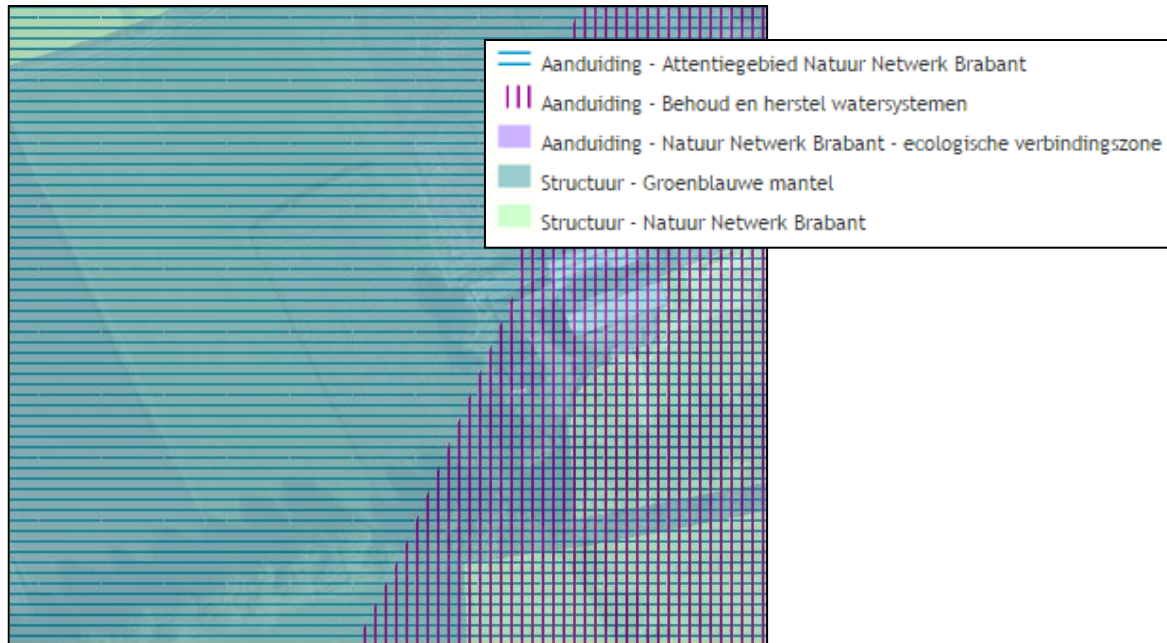 Aanduiding - Attentiegebied Natuur Netwerk Brabant
Aanduiding - Behoud en herstel watersystemen
Aanduiding - Natuur Netwerk Brabant - ecologische verbindingszone
Structuur - Groenblauwe mantel
Structuur - Natuur Netwerk Brabant